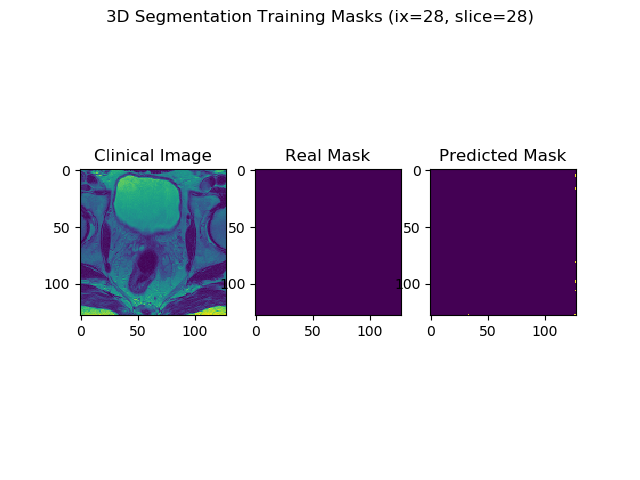 3D Segmentation Training Masks (ix=28, slice=28)
Clinical Image Real Mask Predicted Mask
0 0 0
50 50 50
100 100 100
0 50 100 0 50 100 0 50 100